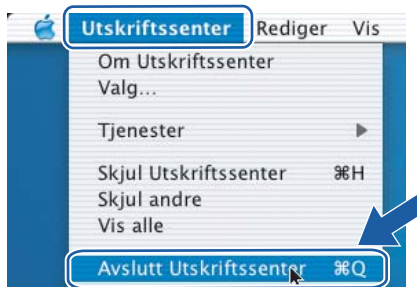 Utskriftssenter Rediger Vis
Om Utskriftssenter
Valg...
Tjenester
Skjul Utskriftssenter ⌘H
Skjul andre
Vis alle
Avslutt Utskriftssenter ⌘Q